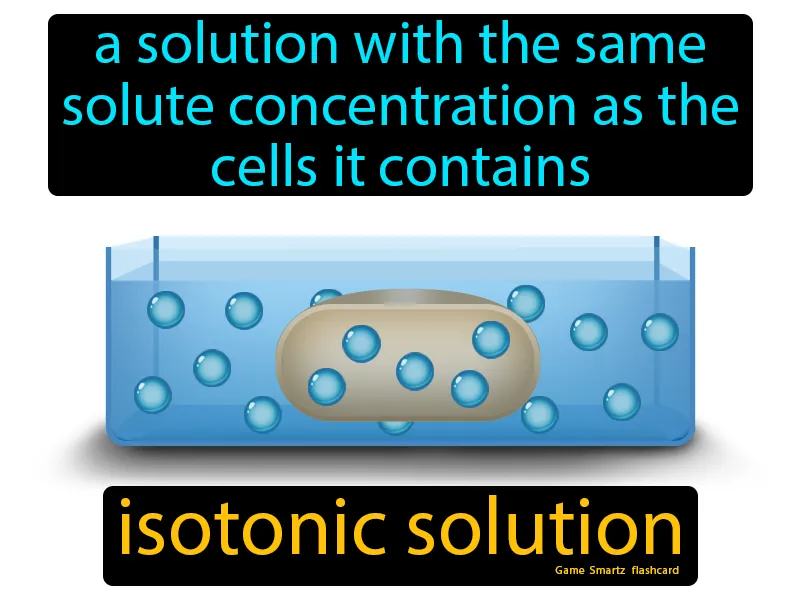 a solution with the same
solute concentration as the
cells it contains
isotonic solution
Game Smartz flashcard